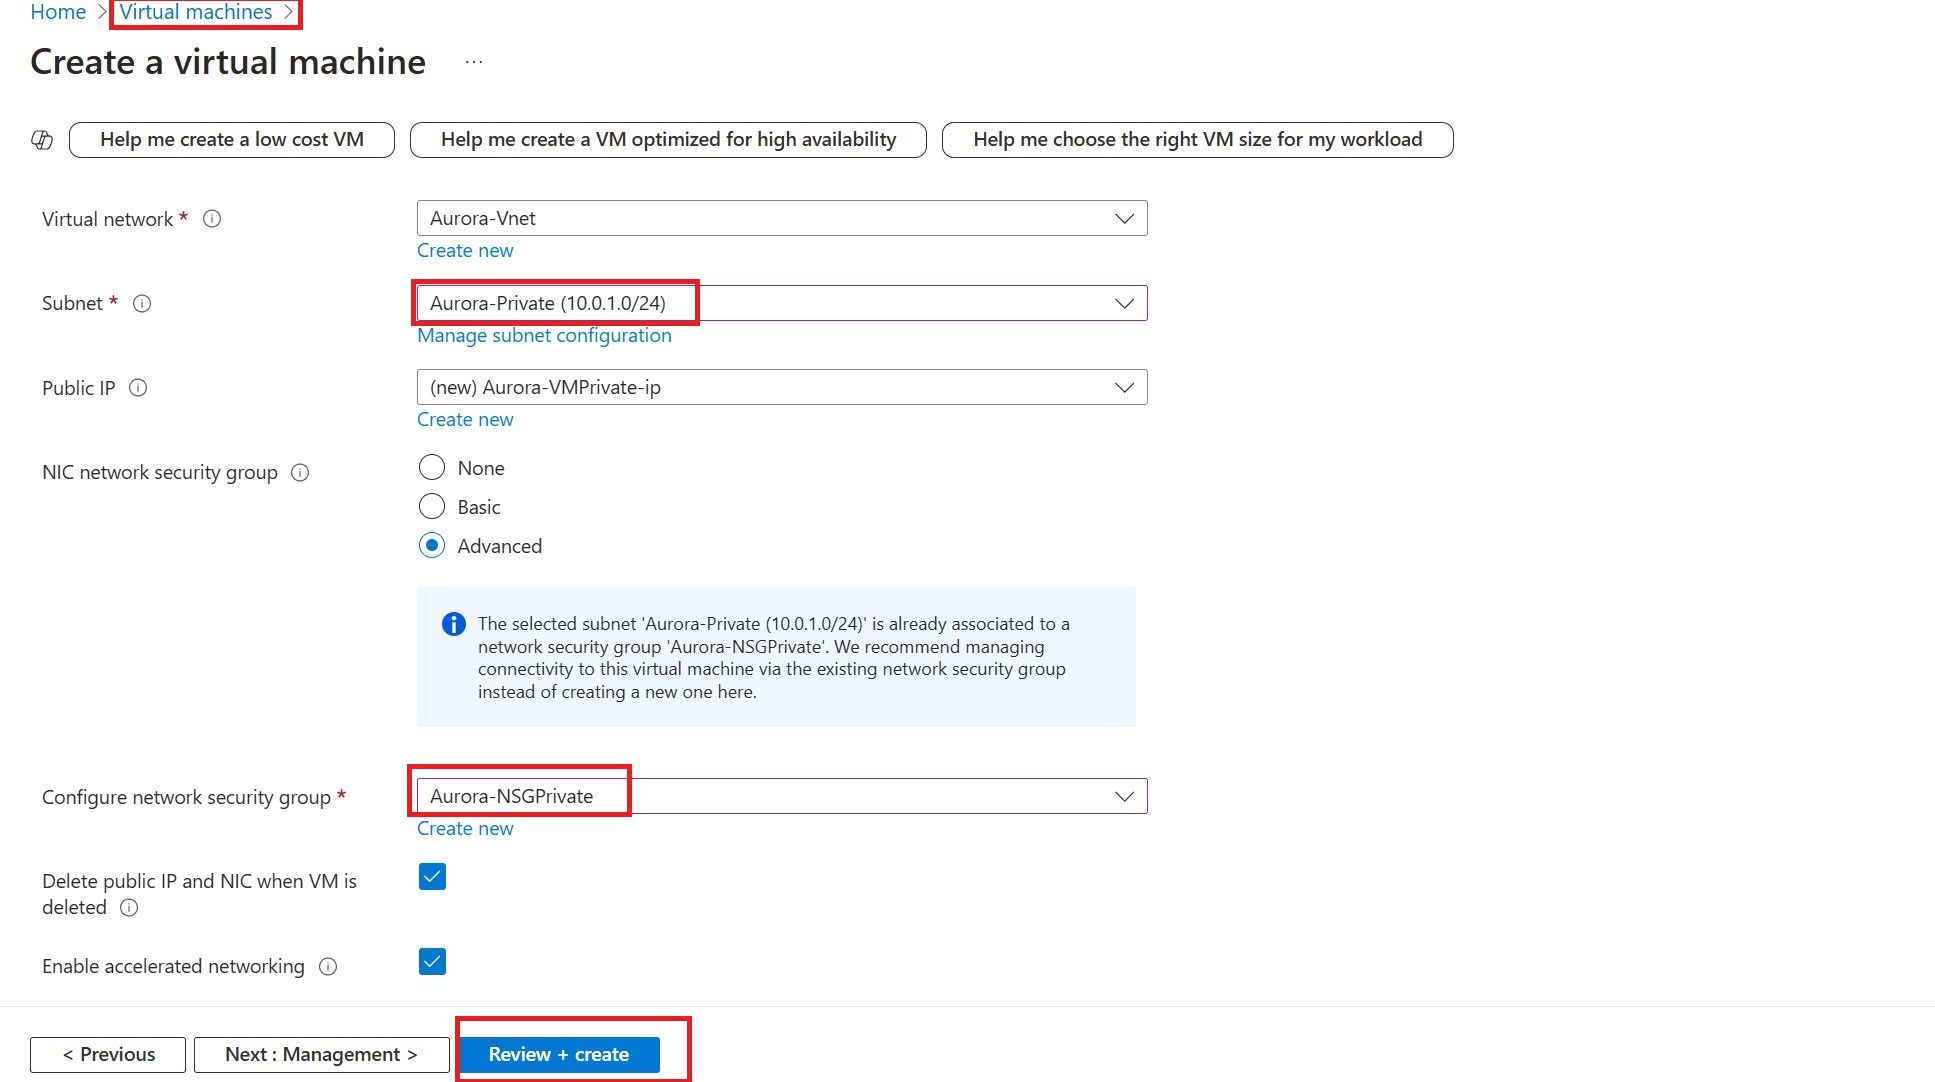 Home > Virtual machines >
Create a virtual machine ...
Help me create a low cost VM
Help me create a VM optimized for high availability
Help me choose the right VM size for my workload
Virtual network *
Aurora-Vnet
Create new
Subnet *
Aurora-Private (10.0.1.0/24)
Manage subnet configuration
Public IP
(new) Aurora-VMPrivate-ip
Create new
NIC network security group
None
Basic
Advanced
The selected subnet 'Aurora-Private (10.0.1.0/24)' is already associated to a
network security group 'Aurora-NSGPrivate'. We recommend managing
connectivity to this virtual machine via the existing network security group
instead of creating a new one here.
Configure network security group *
Aurora-NSGPrivate
Create new
Delete public IP and NIC when VM is
deleted
Enable accelerated networking
< Previous
Next : Management >
Review + create